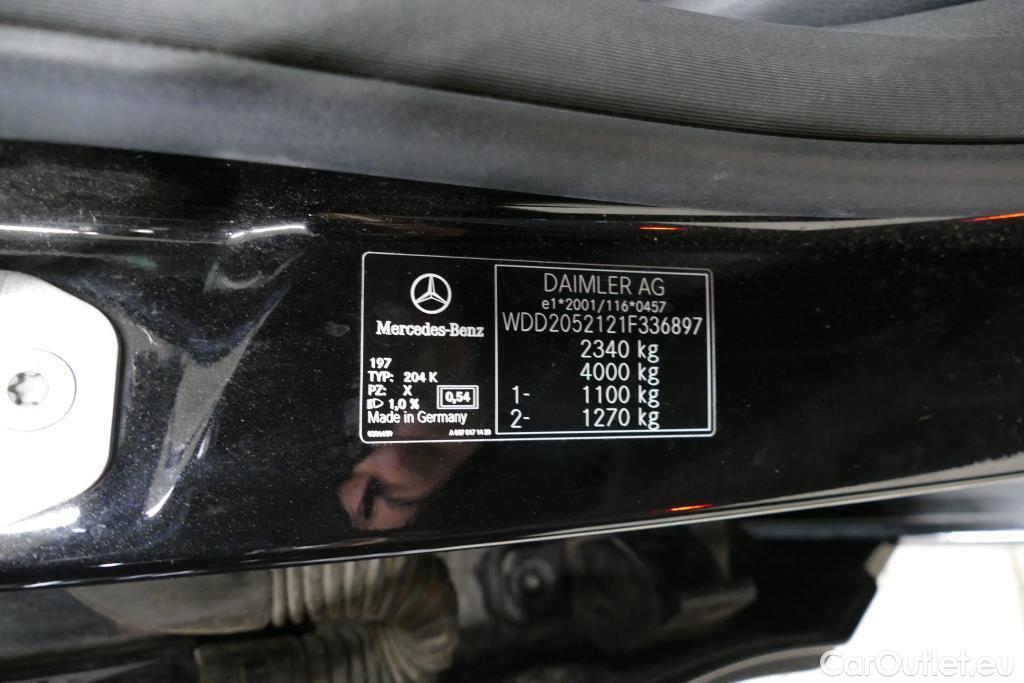 Mercedes-Benz
197
TYP: 204 K
PZ: X
1,0 %
0,54
Made in Germany
DAIMLER AG
e1*2001/116*0457
WDD2052121F336897
2340 kg
4000 kg
1- 1100 kg
2- 1270 kg
CarOutlet.eu